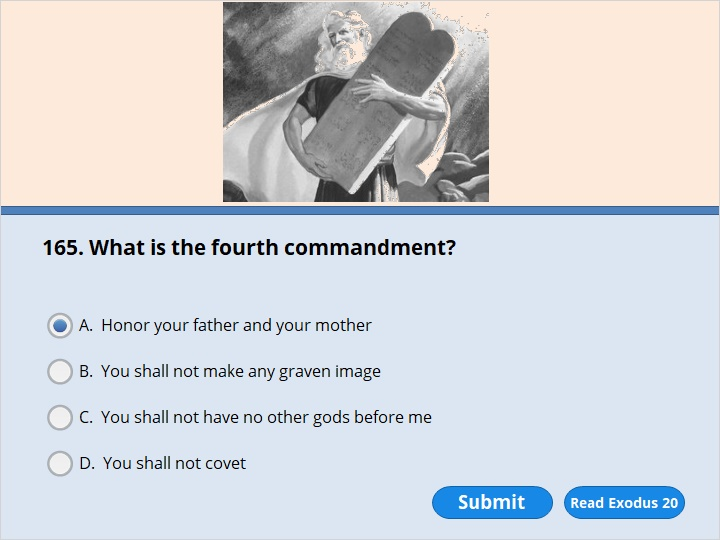 165. What is the fourth commandment?
A. Honor your father and your mother
B. You shall not make any graven image
C. You shall not have no other gods before me
D. You shall not covet
Submit
Read Exodus 20